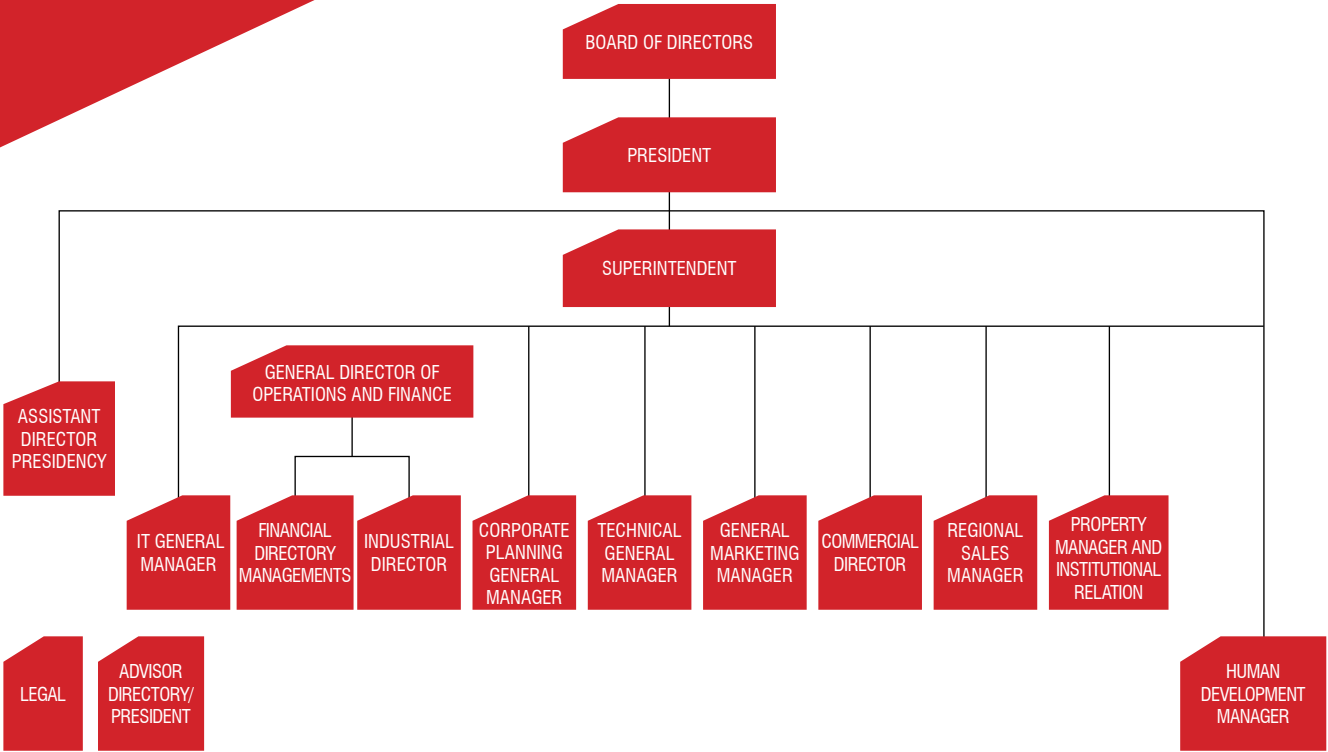 BOARD OF DIRECTORS
PRESIDENT
SUPERINTENDENT
GENERAL DIRECTOR OF
OPERATIONS AND FINANCE
ASSISTANT
DIRECTOR
PRESIDENCY
IT GENERAL
MANAGER
FINANCIAL
DIRECTORY
MANAGEMENTS
INDUSTRIAL
DIRECTOR
CORPORATE
PLANNING
GENERAL
MANAGER
TECHNICAL
GENERAL
MANAGER
GENERAL
MARKETING
MANAGER
COMMERCIAL
DIRECTOR
REGIONAL
SALES
MANAGER
PROPERTY
MANAGER AND
INSTITUTIONAL
RELATION
LEGAL
ADVISOR
DIRECTORY/
PRESIDENT
HUMAN
DEVELOPMENT
MANAGER